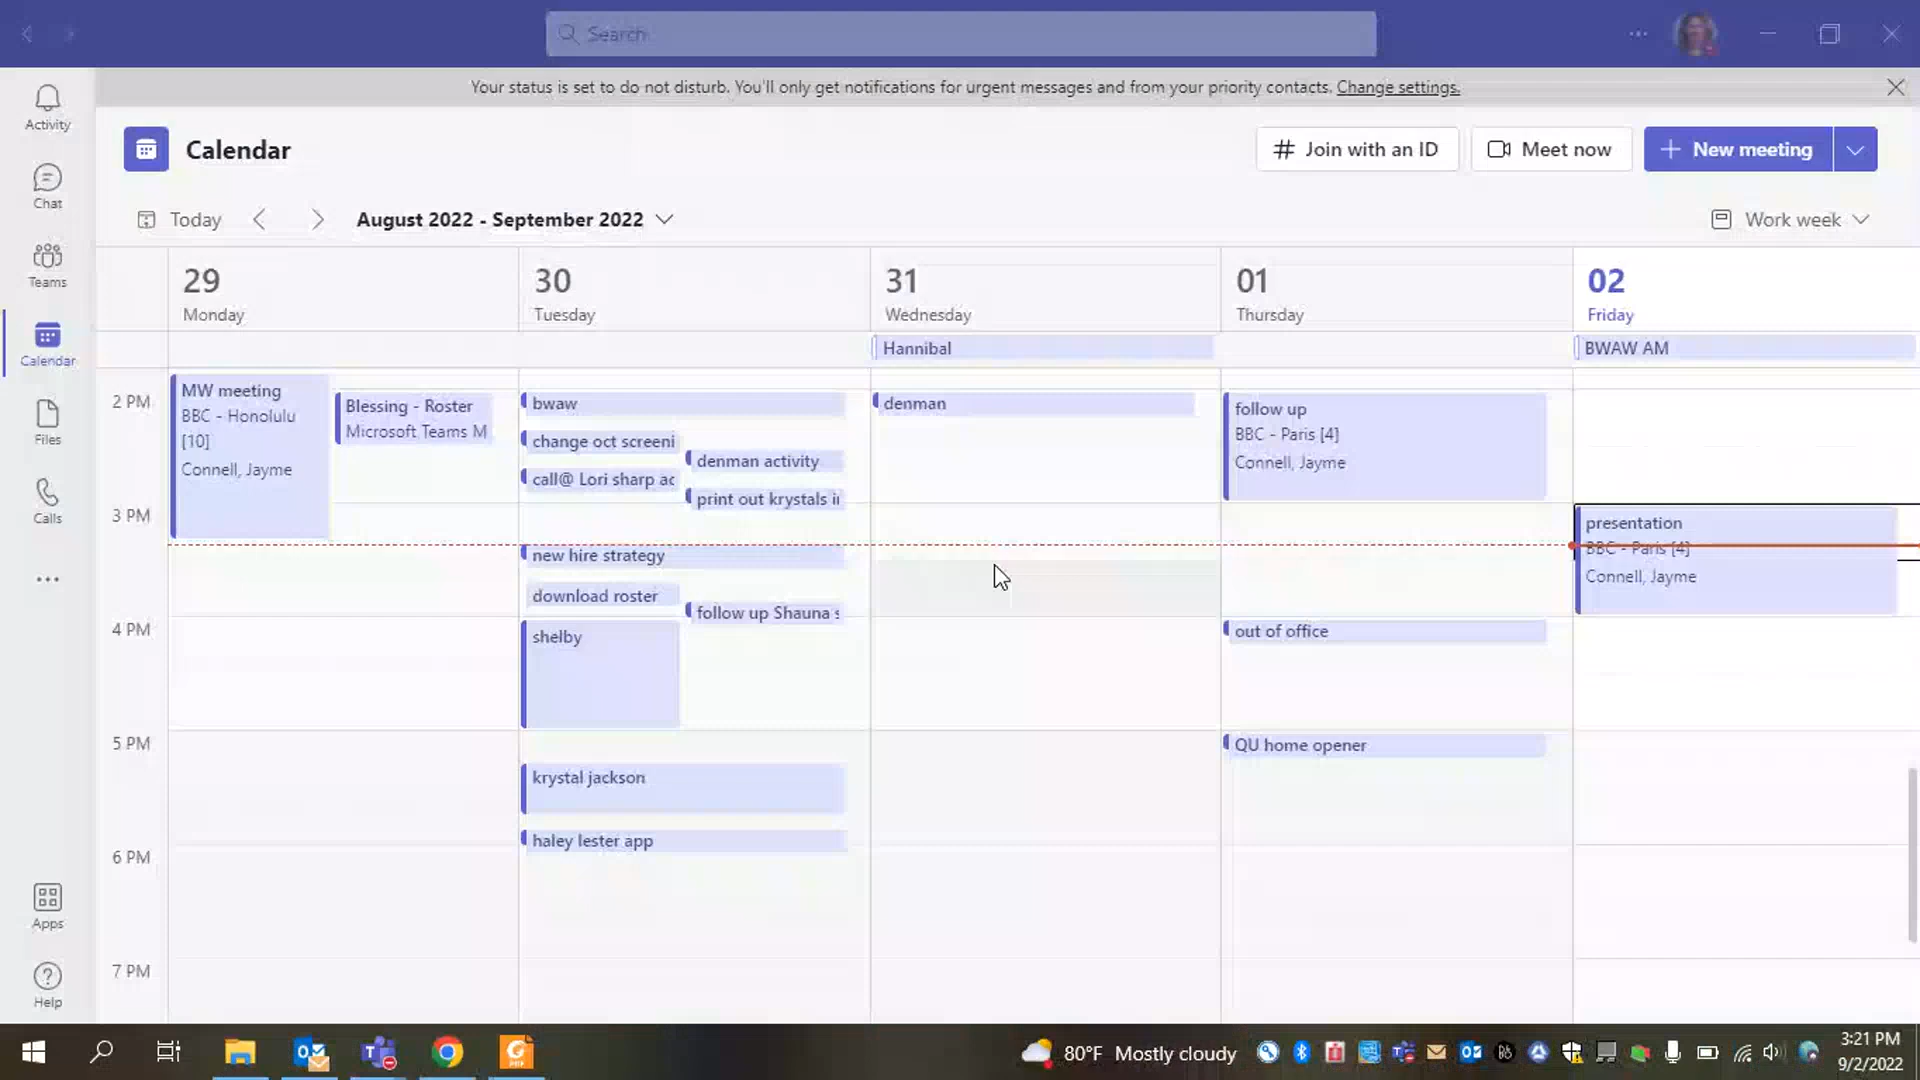 Search
Your status is set to do not disturb. You'll only get notifications for urgent messages and from your priority contacts. Change settings.
Activity
Chat
Teams
Calendar
Files
Calls
Apps
Help
Calendar
Join with an ID
Meet now
New meeting
Today
August 2022 - September 2022
Work week
29
Monday
30
Tuesday
31
Wednesday
01
Thursday
02
Friday
Hannibal
BWAW AM
2 PM
3 PM
4 PM
5 PM
6 PM
7 PM
MW meeting
BBC - Honolulu
[10]
Connell, Jayme
Blessing - Roster
Microsoft Teams M
bwaw
change oct screeni
denman activity
call@ Lori sharp ac
print out krystals i
new hire strategy
download roster
follow up Shauna s
shelby
krystal jackson
haley lester app
denman
follow up
BBC - Paris [4]
Connell, Jayme
out of office
QU home opener
presentation
BBC - Paris [4]
Connell, Jayme
80°F Mostly cloudy
3:21 PM
9/2/2022